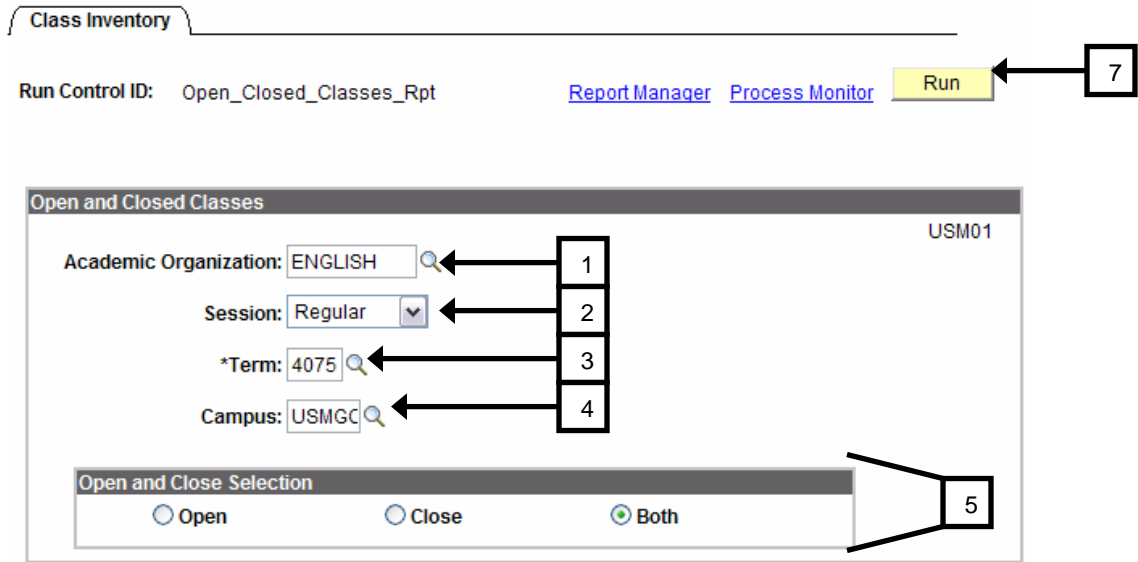 Class Inventory
Run Control ID: Open_Closed_Classes_Rpt Report Manager Process Monitor Run 7
Open and Closed Classes
USM01
Academic Organization: ENGLISH 1
Session: Regular 2
*Term: 4075 3
Campus: USMGC 4
Open and Close Selection
Open Close Both 5